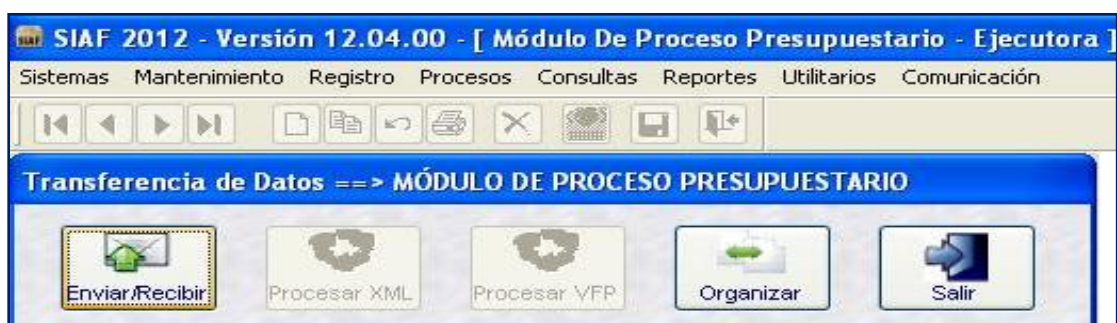 SIAF 2012 - Versión 12.04.00 - [ Módulo De Proceso Presupuestario - Ejecutora ]
Sistemas Mantenimiento Registro Procesos Consultas Reportes Utilitarios Comunicación
Transferencia de Datos ==> MÓDULO DE PROCESO PRESUPUESTARIO
Enviar/Recibir Procesar XML Procesar VFP Organizar Salir